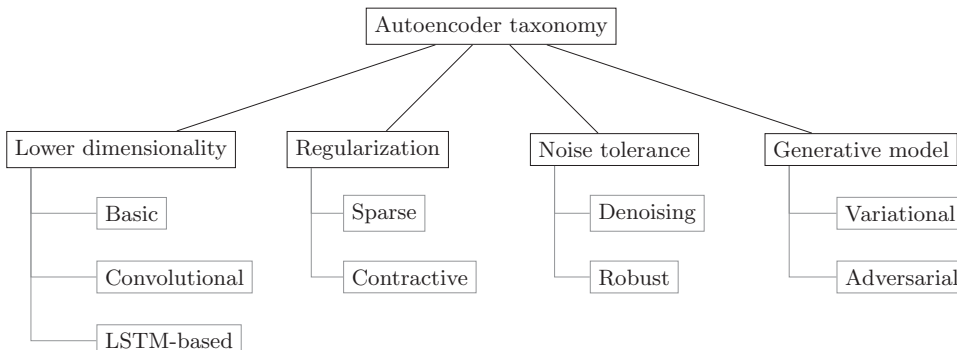 Autoencoder taxonomy
Lower dimensionality
Basic
Convolutional
LSTM-based
Regularization
Sparse
Contractive
Noise tolerance
Denoising
Robust
Generative model
Variational
Adversarial